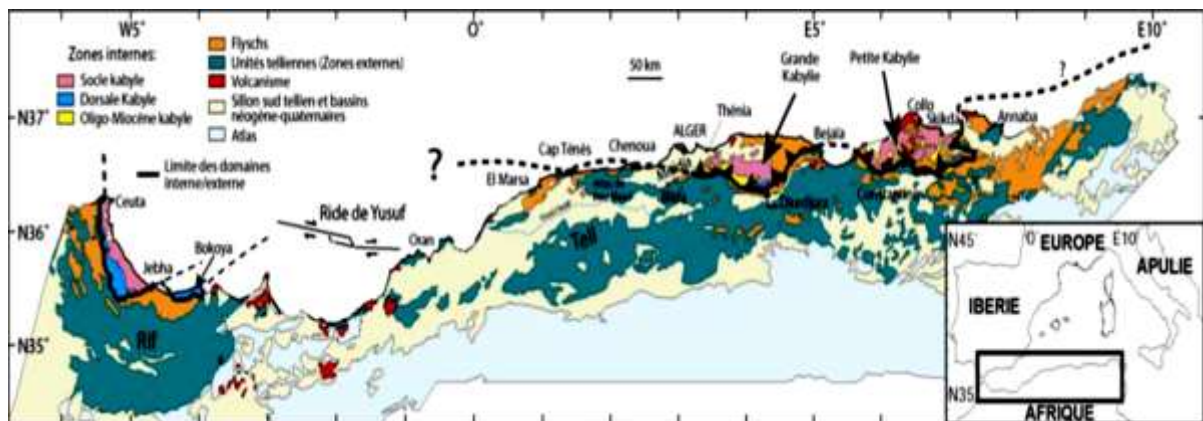 W5°
O°
E5°
E10°
Zones internes:
Socle kabyle
Dorsale Kabyle
Oligo-Miocène kabyle
Flyschs
Unités telliennes (Zones externes)
Volcanisme
Sillon sud tellien et bassins
néogène-quaternaires
Atlas
Limite des domaines
interne/externe
50 km
Grande
Kabylie
Petite Kabylie
?
N37°
Thénia
ALGER
Chenoua
Cap Ténés
El Marsa
Bejaïa
Collo
Skikda
Annaba
?
Ceuta
Jebha
Bokoya
Ride de Yusuf
Oran
Tell
Constantine
N36°
Rif
N35°
N45°
O°
EUROPE
E10°
APULIE
IBERIE
N35
AFRIQUE